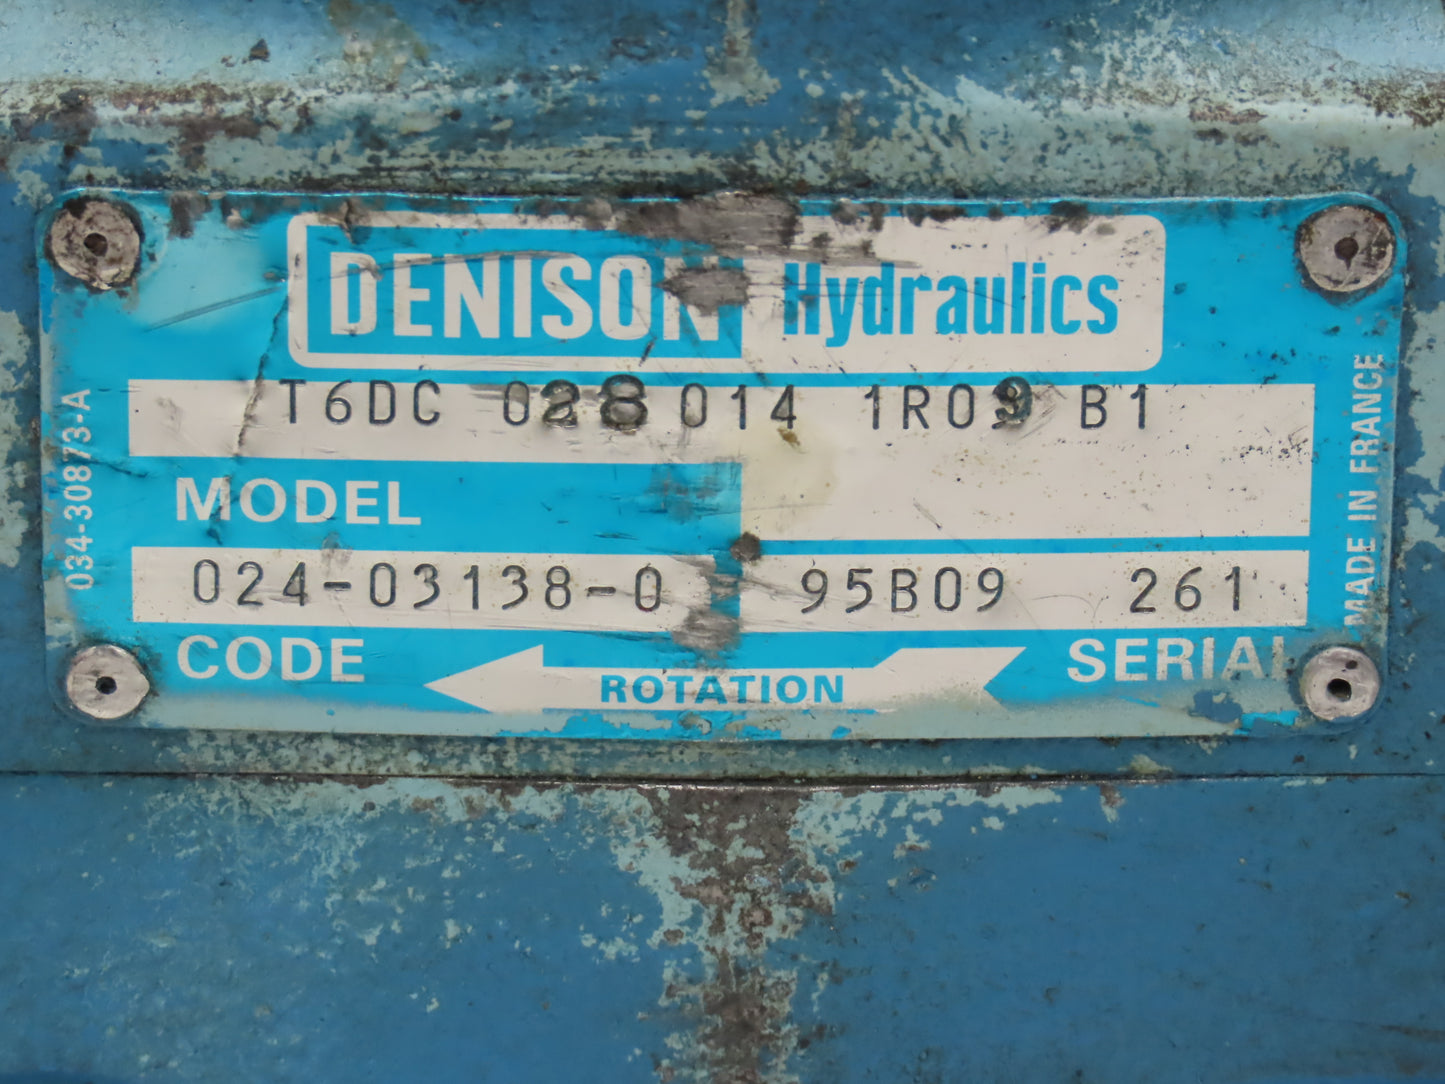 DENISON Hydraulics
T6DC 028 014 1R09 B1
MODEL
024-03138-0 95B09 261
CODE ROTATION SERIAL
034-30873-A
MADE IN FRANCE